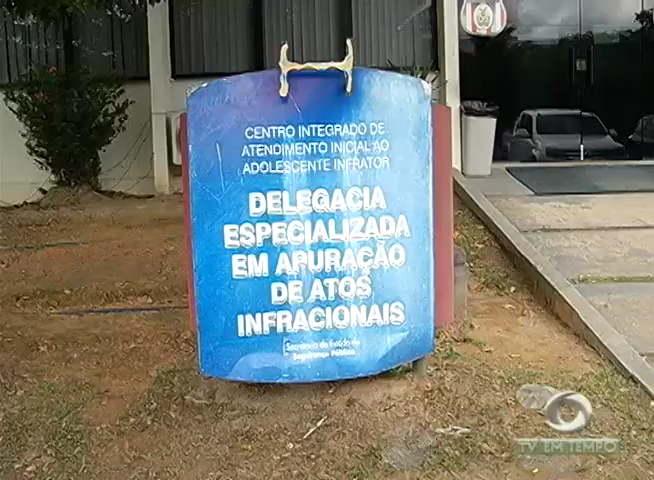 CENTRO INTEGRADO DE
ATENDIMENTO INICIAL AO
ADOLESCENTE INFRATOR
DELEGACIA
ESPECIALIZADA
EM APURAÇÃO
DE ATOS
INFRACIONAIS
Secretaria de Estado de
Segurança Pública
TV EM TEMPO